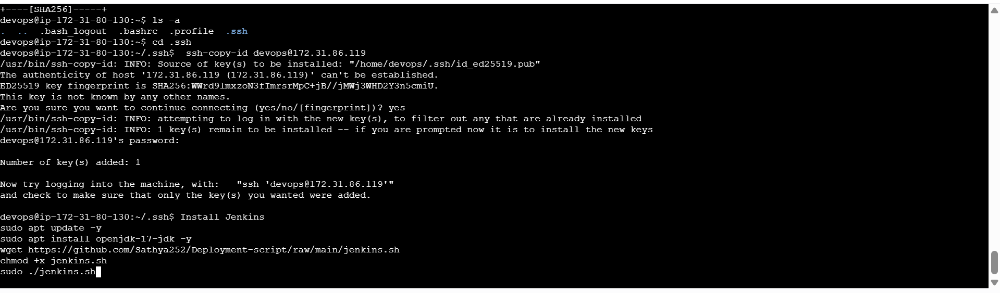 +----[SHA256]-----+
devops@ip-172-31-80-130:~$ ls -a
.  ..  .bash_logout  .bashrc  .profile  .ssh
devops@ip-172-31-80-130:~$ cd .ssh
devops@ip-172-31-80-130:~/.ssh$  ssh-copy-id devops@172.31.86.119
/usr/bin/ssh-copy-id: INFO: Source of key(s) to be installed: "/home/devops/.ssh/id_ed25519.pub"
The authenticity of host '172.31.86.119 (172.31.86.119)' can't be established.
ED25519 key fingerprint is SHA256:WWrd9lmxzoN3fImrsrMpC+jB//jMWj3WHD2Y3n5cmiU.
This key is not known by any other names.
Are you sure you want to continue connecting (yes/no/[fingerprint])? yes
/usr/bin/ssh-copy-id: INFO: attempting to log in with the new key(s), to filter out any that are already installed
/usr/bin/ssh-copy-id: INFO: 1 key(s) remain to be installed -- if you are prompted now it is to install the new keys
devops@172.31.86.119's password:
Number of key(s) added: 1
Now try logging into the machine, with:   "ssh 'devops@172.31.86.119'"
and check to make sure that only the key(s) you wanted were added.
devops@ip-172-31-80-130:~/.ssh$ Install Jenkins
sudo apt update -y
sudo apt install openjdk-17-jdk -y
wget https://github.com/Sathya252/Deployment-script/raw/main/jenkins.sh
chmod +x jenkins.sh
sudo ./jenkins.sh